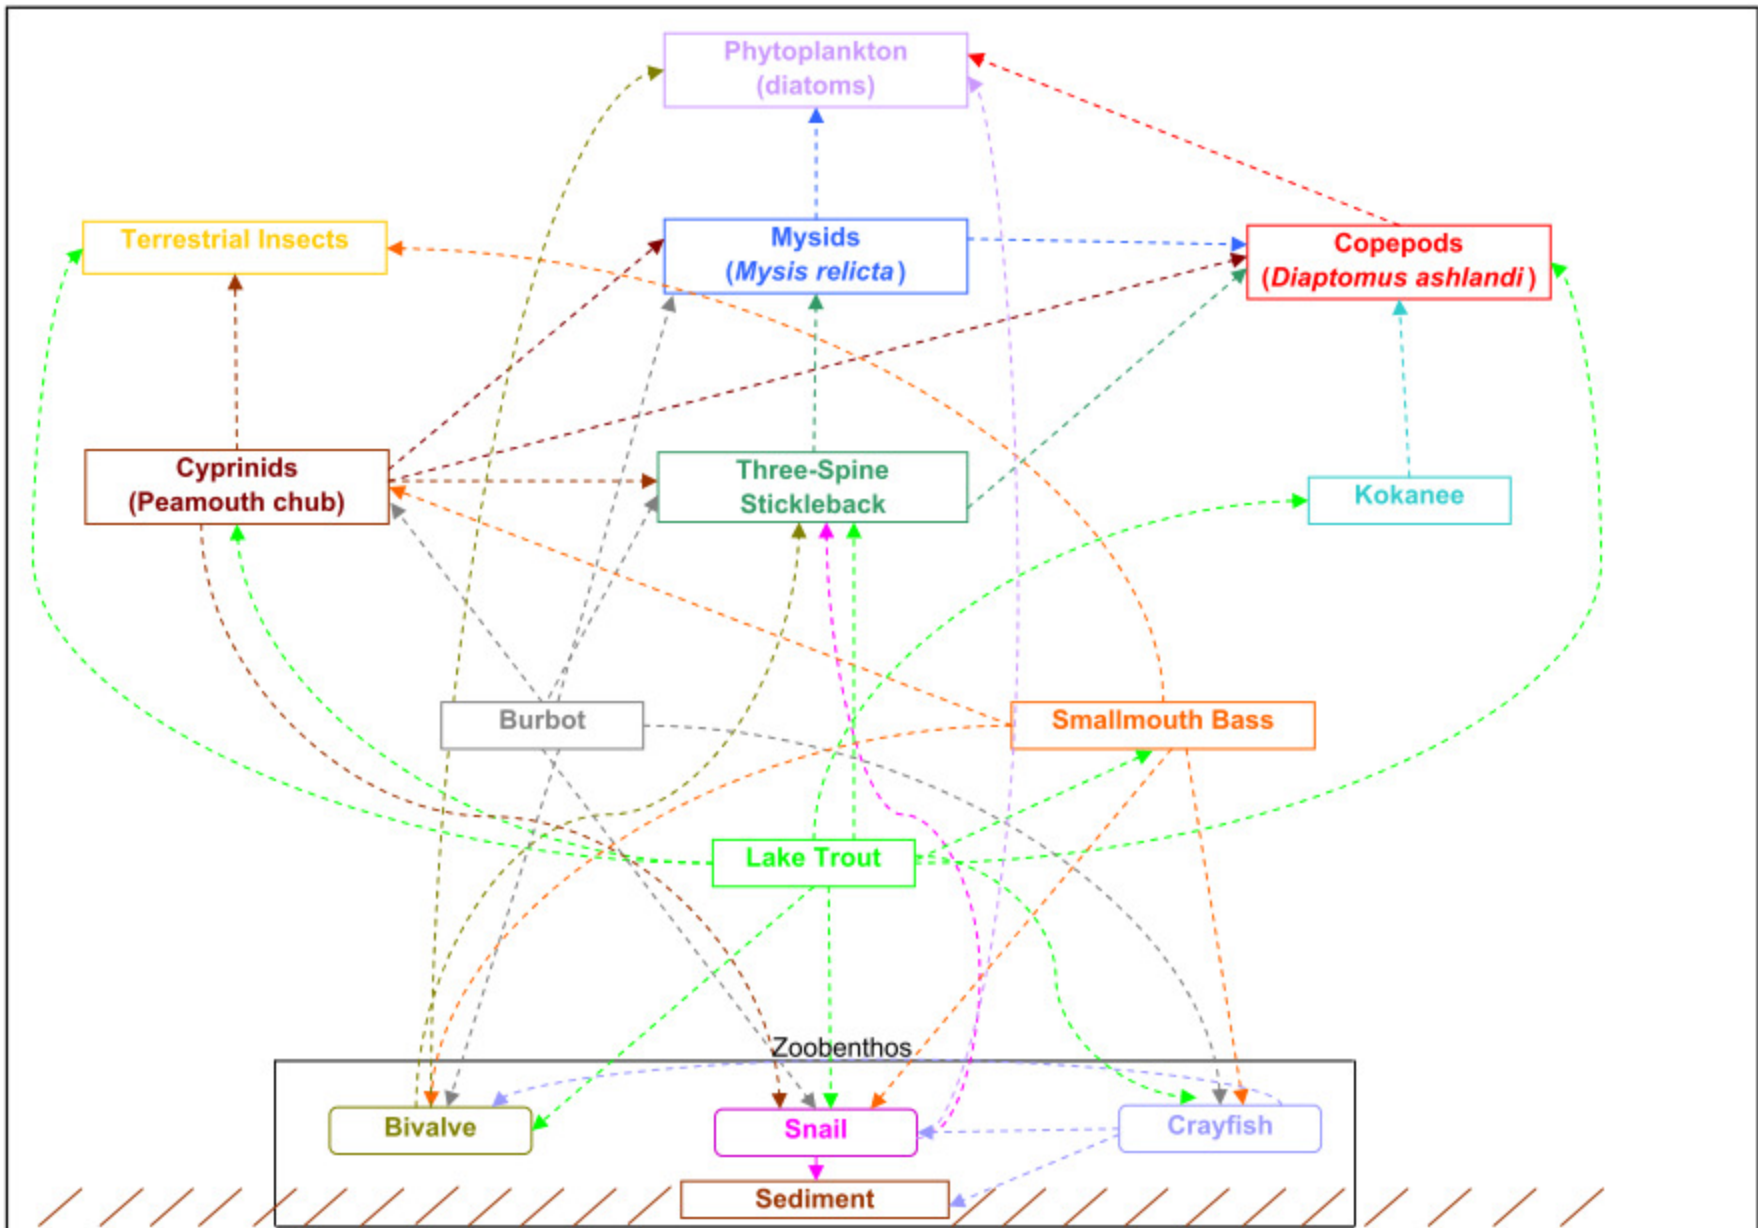 Phytoplankton
(diatoms)
Terrestrial Insects
Mysids
(Mysis relicta)
Copepods
(Diaptomus ashlandi)
Cyprinids
(Peamouth chub)
Three-Spine
Stickleback
Kokanee
Burbot
Smallmouth Bass
Lake Trout
Zoobenthos
Bivalve
Snail
Crayfish
Sediment